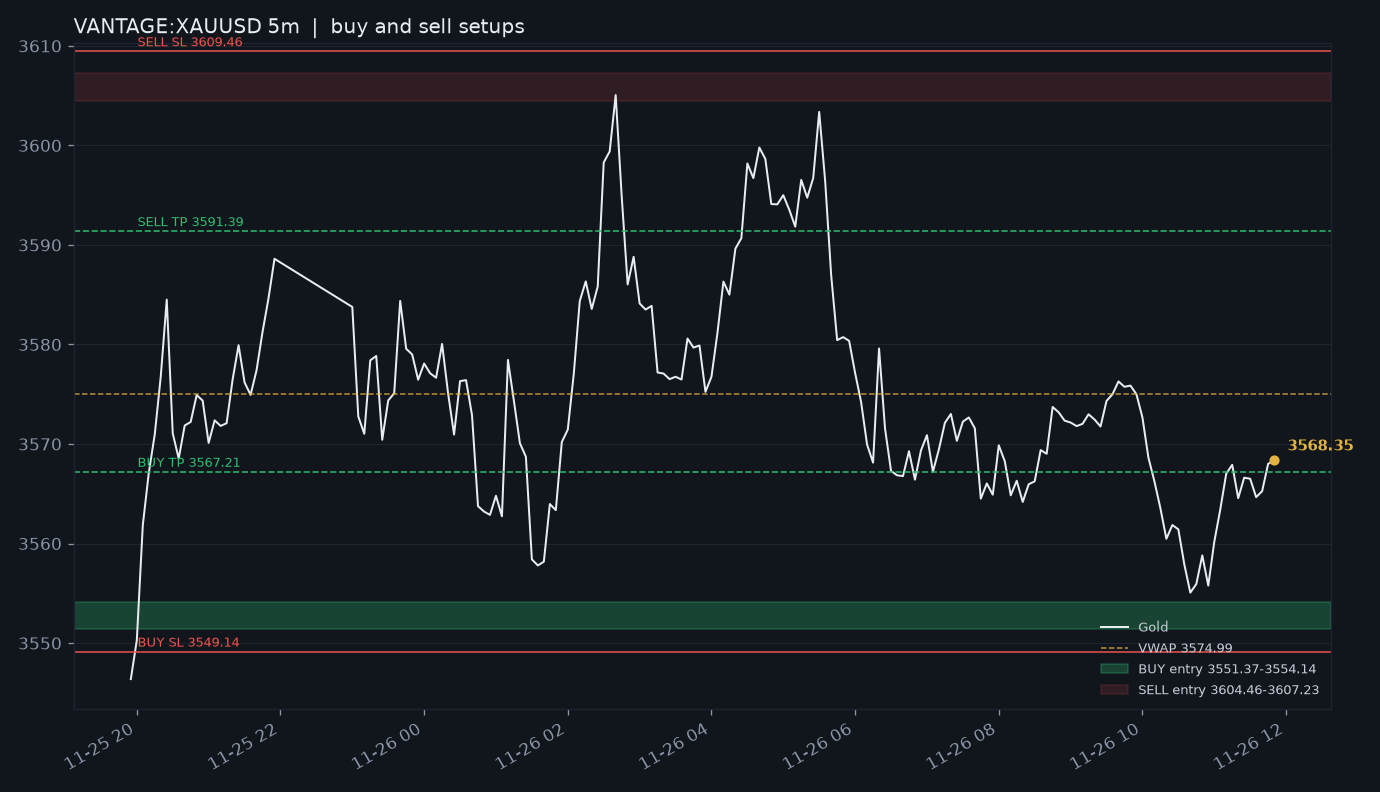 VANTAGE:XAUUSD 5m | buy and sell setups
SELL SL 3609.46
3610
3600
SELL TP 3591.39
3590
3580
3570
3568.35
BUY TP 3567.21
3560
3550
BUY SL 3549.14
Gold
VWAP 3574.99
BUY entry 3551.37-3554.14
SELL entry 3604.46-3607.23
11-25 20
11-25 22
11-26 00
11-26 02
11-26 04
11-26 06
11-26 08
11-26 10
11-26 12